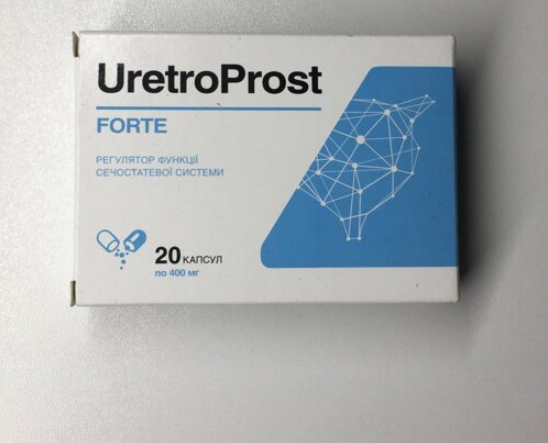 UretroProst
FORTE
РЕГУЛЯТОР ФУНКЦІЇ
СЕЧОСТАТЕВОЇ СИСТЕМИ
20 КАПСУЛ
по 400 мг